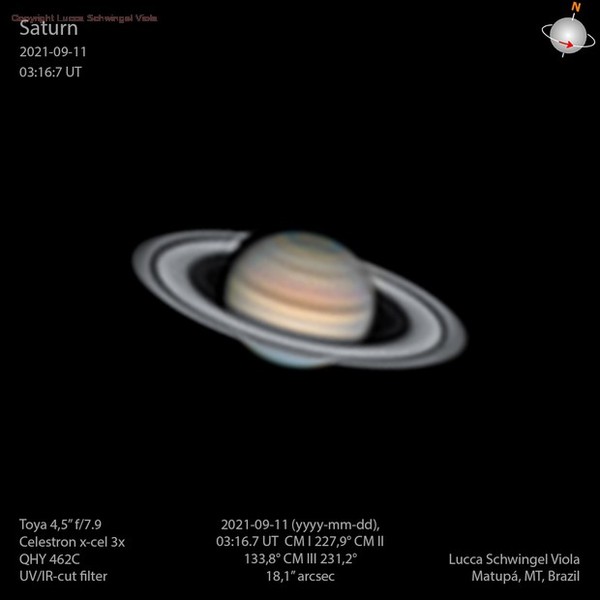 Copyright Lucca Schwingel Viola
Saturn
2021-09-11
03:16:7 UT
N
Toya 4,5” f/7.9
Celestron x-cel 3x
QHY 462C
UV/IR-cut filter
2021-09-11 (yyyy-mm-dd),
03:16.7 UT CM I 227,9° CM II
133,8° CM III 231,2°
18,1” arcsec
Lucca Schwingel Viola
Matupá, MT, Brazil